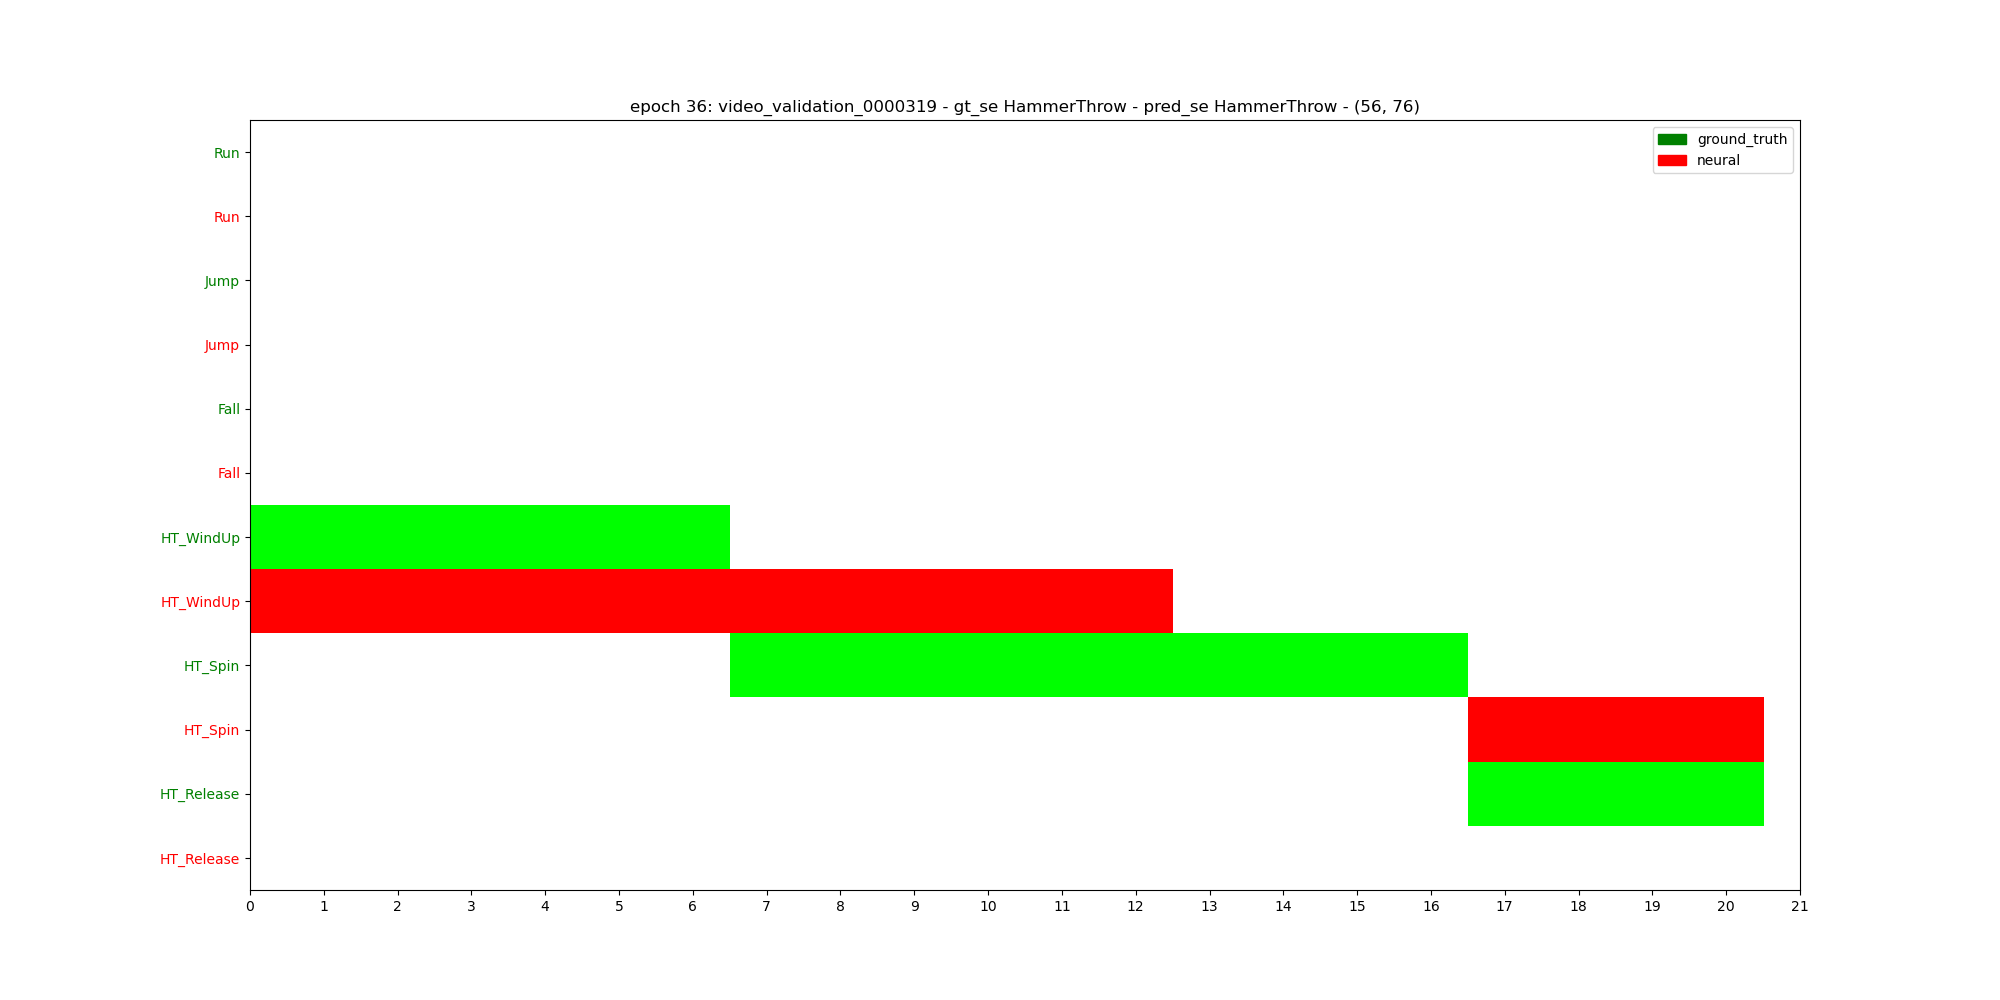 epoch 36: video_validation_0000319 - gt_se HammerThrow - pred_se HammerThrow - (56, 76)
ground_truth
neural
Run
Run
Jump
Jump
Fall
Fall
HT_WindUp
HT_WindUp
HT_Spin
HT_Spin
HT_Release
HT_Release
0 1 2 3 4 5 6 7 8 9 10 11 12 13 14 15 16 17 18 19 20 21